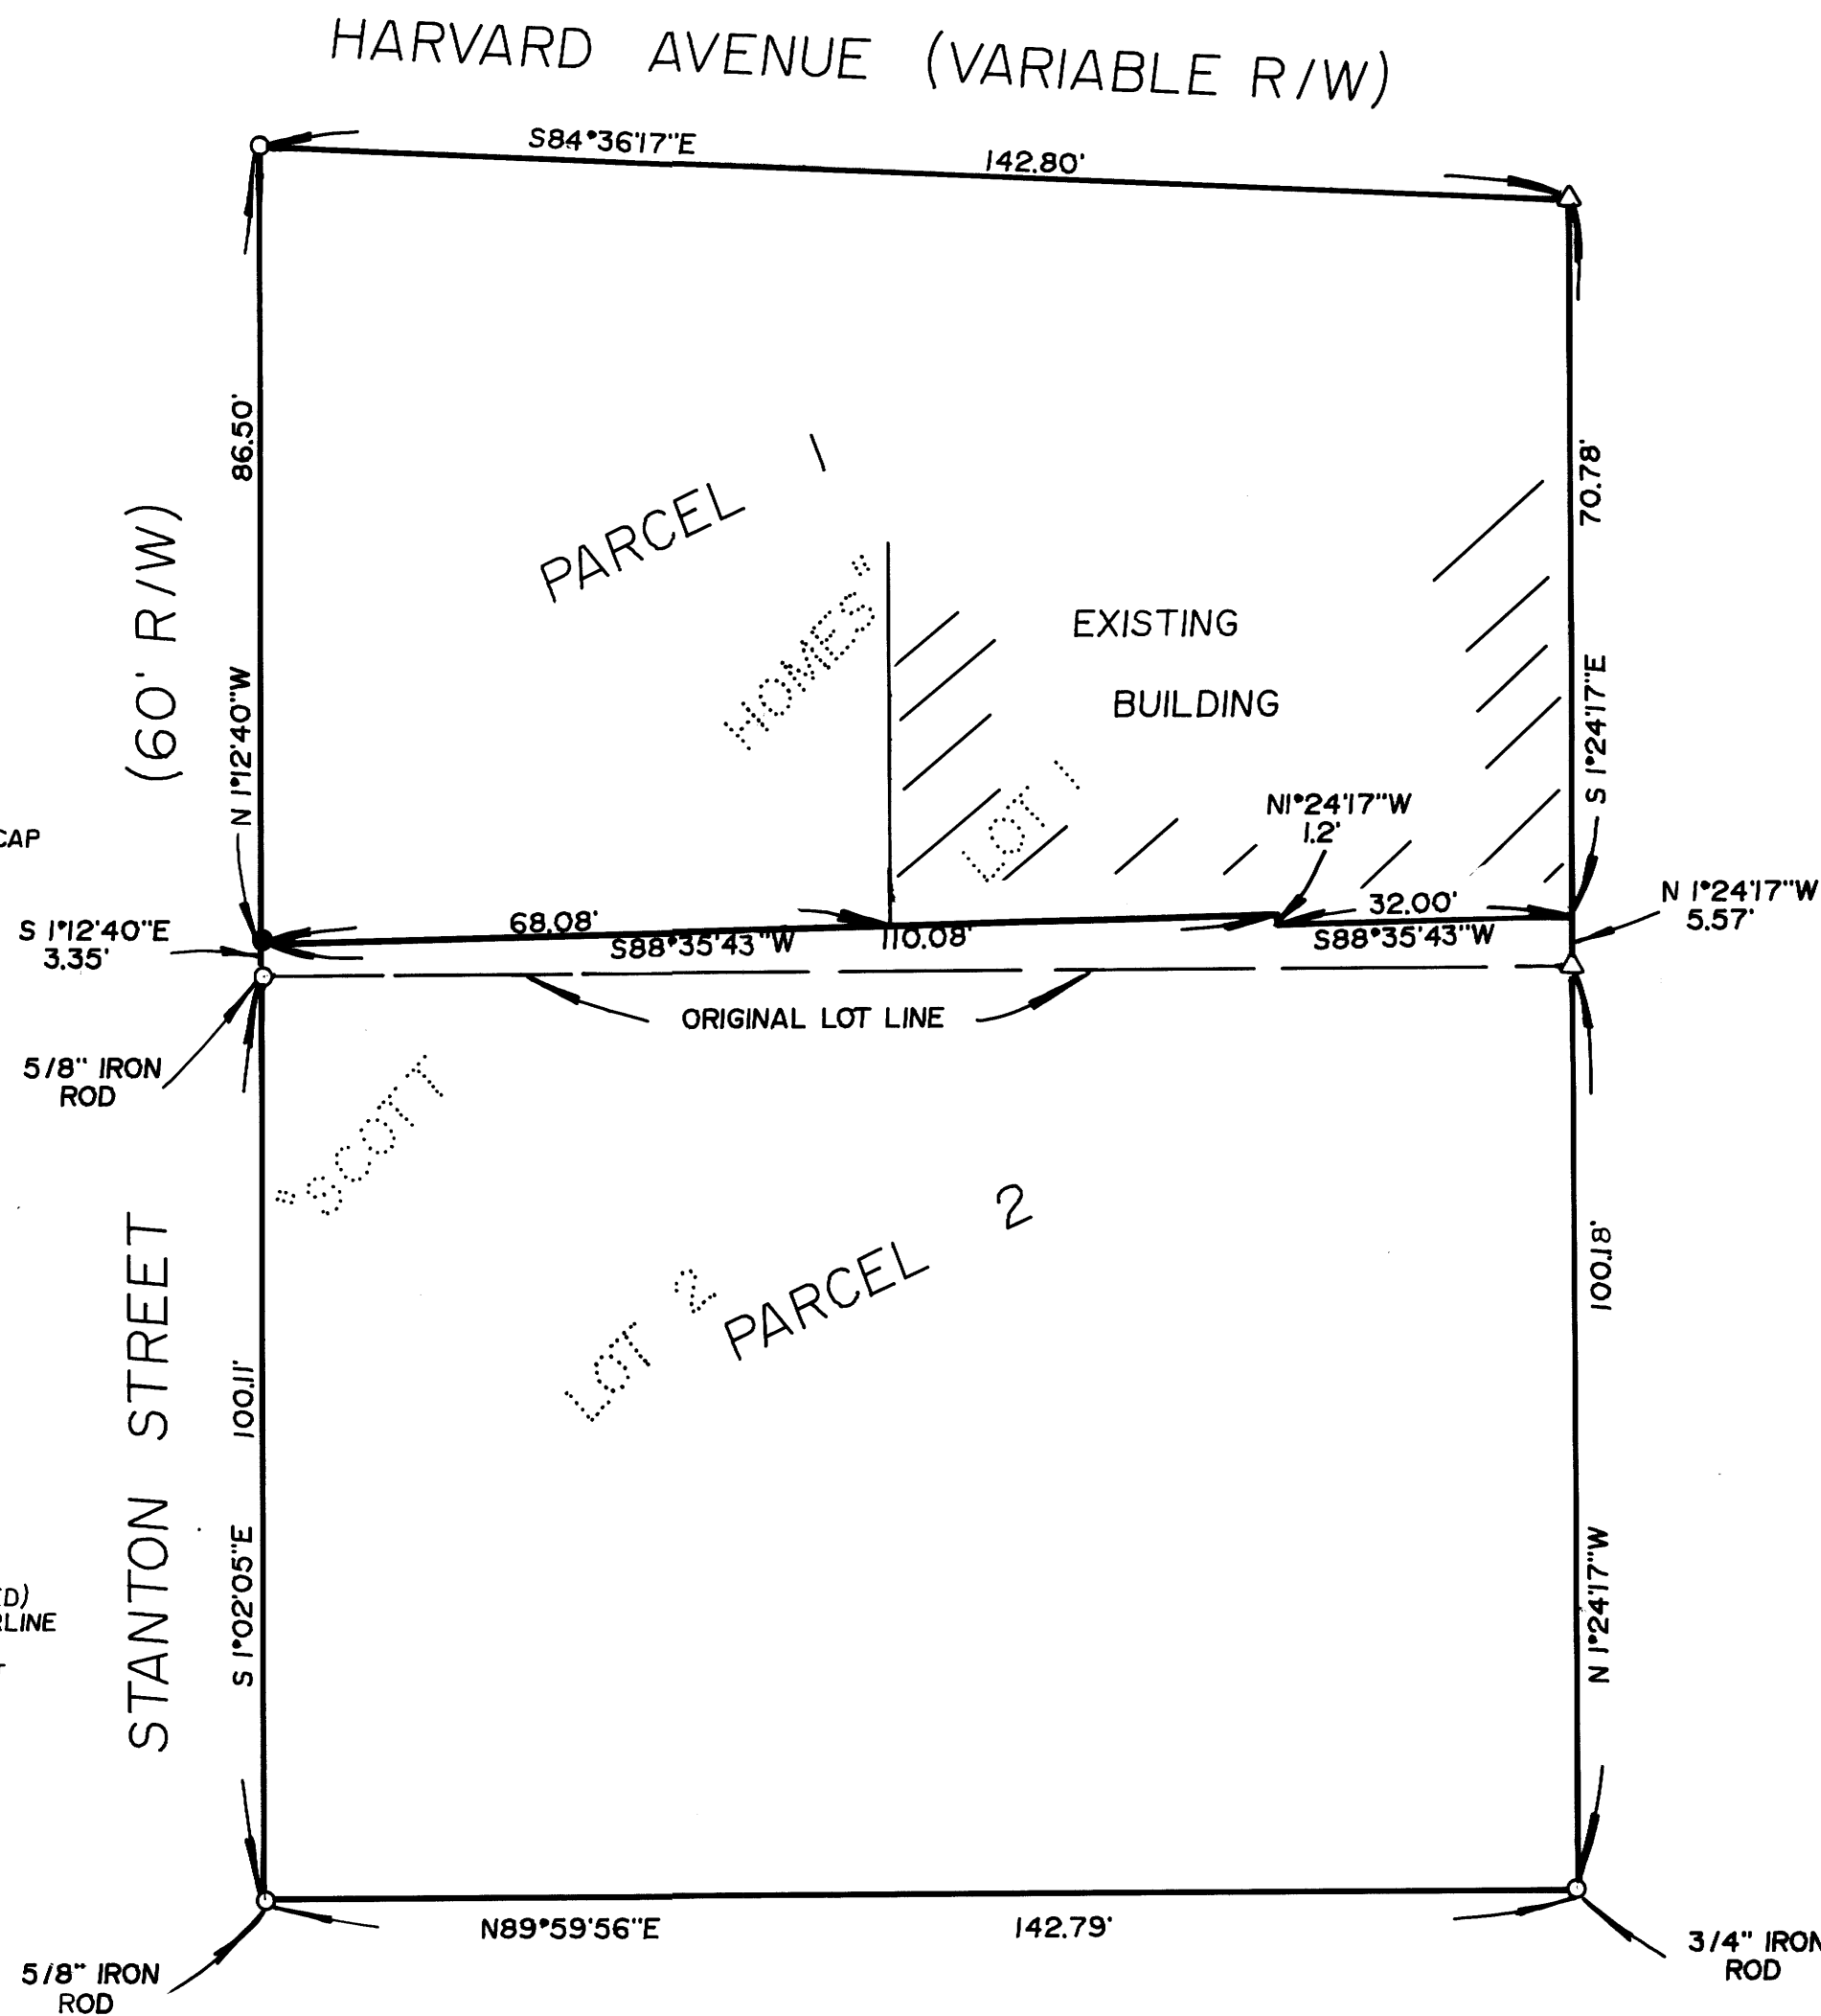 HARVARD AVENUE (VARIABLE R/W)
S84°36'17"E
142.80'
86.50'
N 1°12'40"W
(60' R/W)
PARCEL 1
"SCOTT
HOMES"
EXISTING
BUILDING
LOT 1
70.78'
S 1°24'17"E
N1°24'17"W
1.2'
CAP
S 1°12'40"E
3.35'
68.08'
S88°35'43"W
110.08'
32.00'
S88°35'43"W
N 1°24'17"W
5.57'
ORIGINAL LOT LINE
5/8" IRON
ROD
LOT 2
PARCEL 2
STANTON STREET
100.11'
S 1°02'05"E
100.18'
N 1°24'17"W
D)
RLINE
N89°59'56"E
142.79'
5/8" IRON
ROD
3/4" IRON
ROD